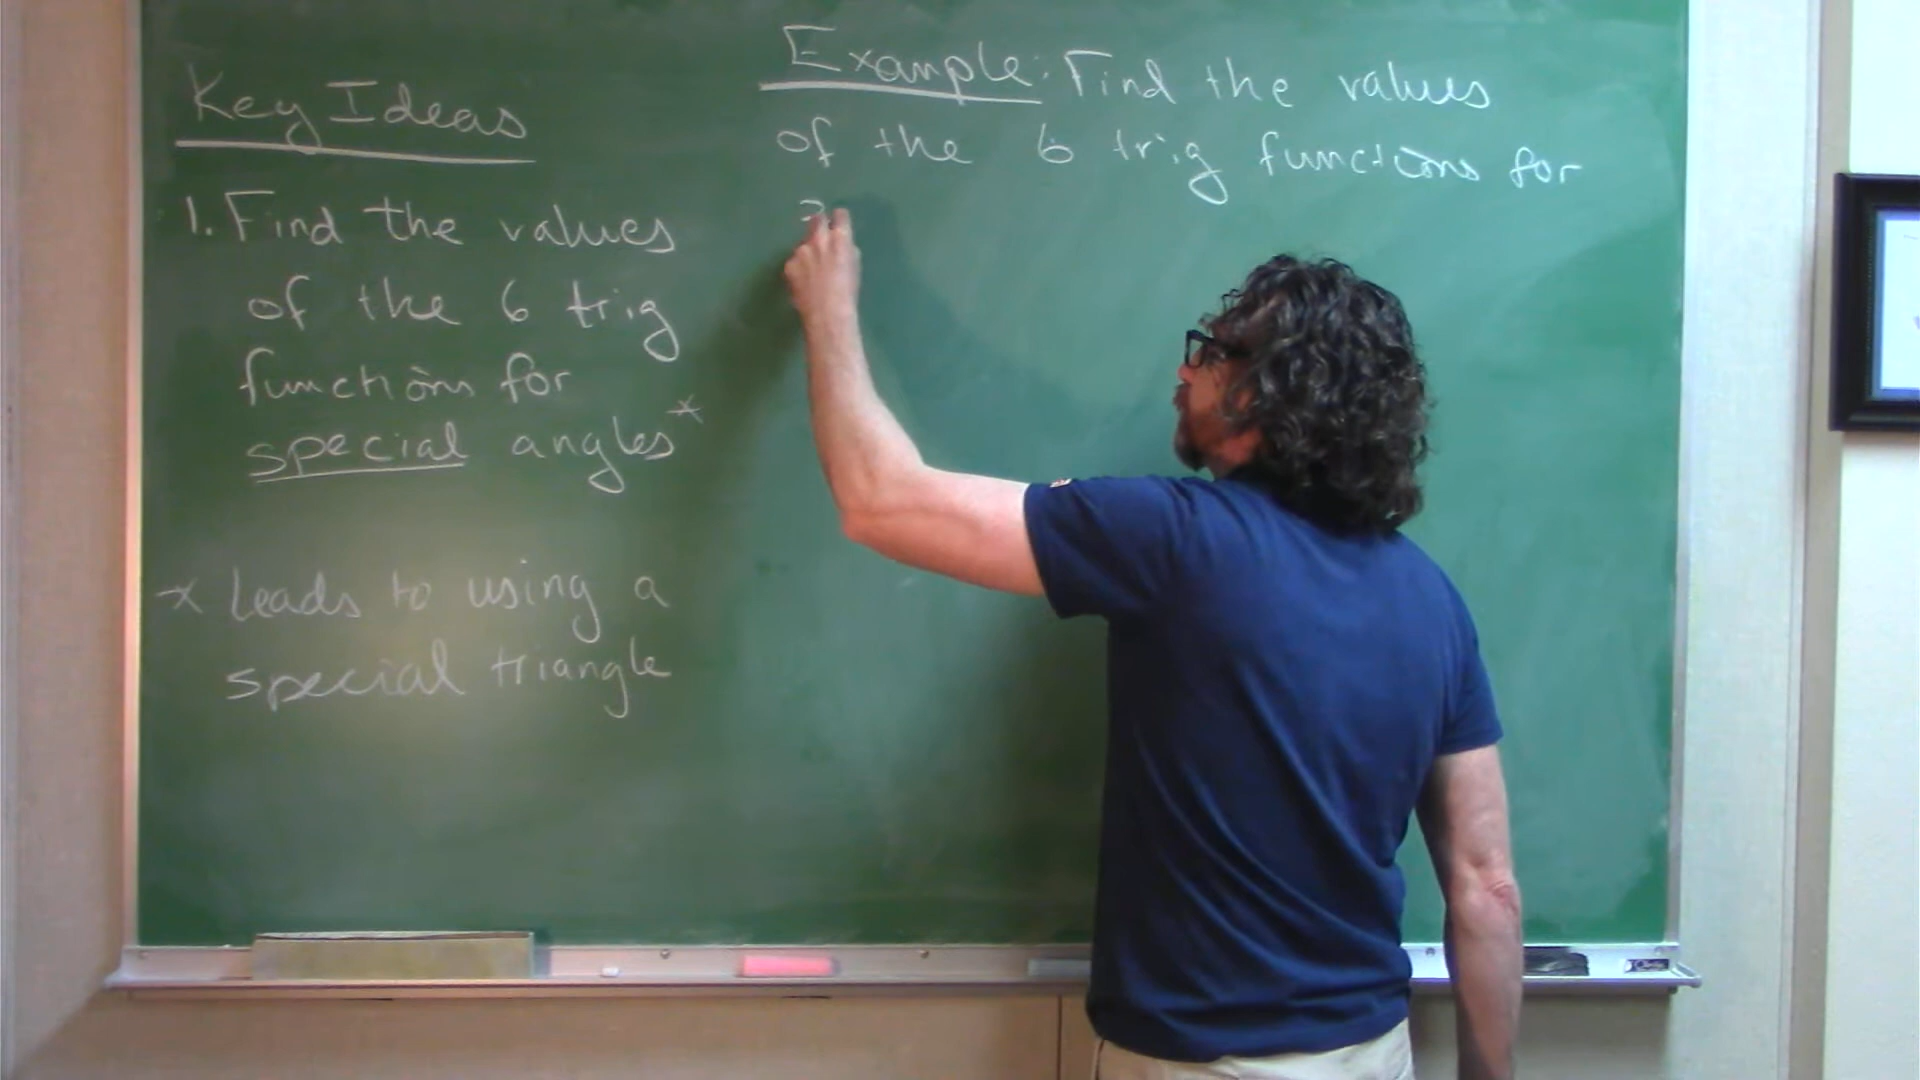 Key Ideas
1. Find the values
of the 6 trig
functions for
special angles*
* Leads to using a
special triangle
Example: Find the values
of the 6 trig functions for